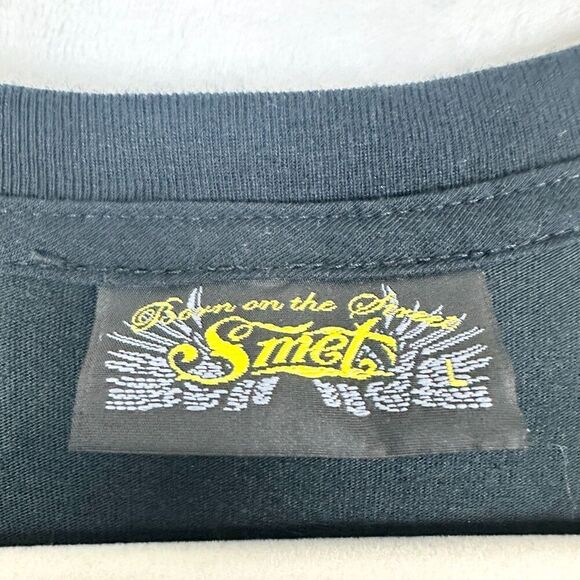 Born on the Streets
Smet
L